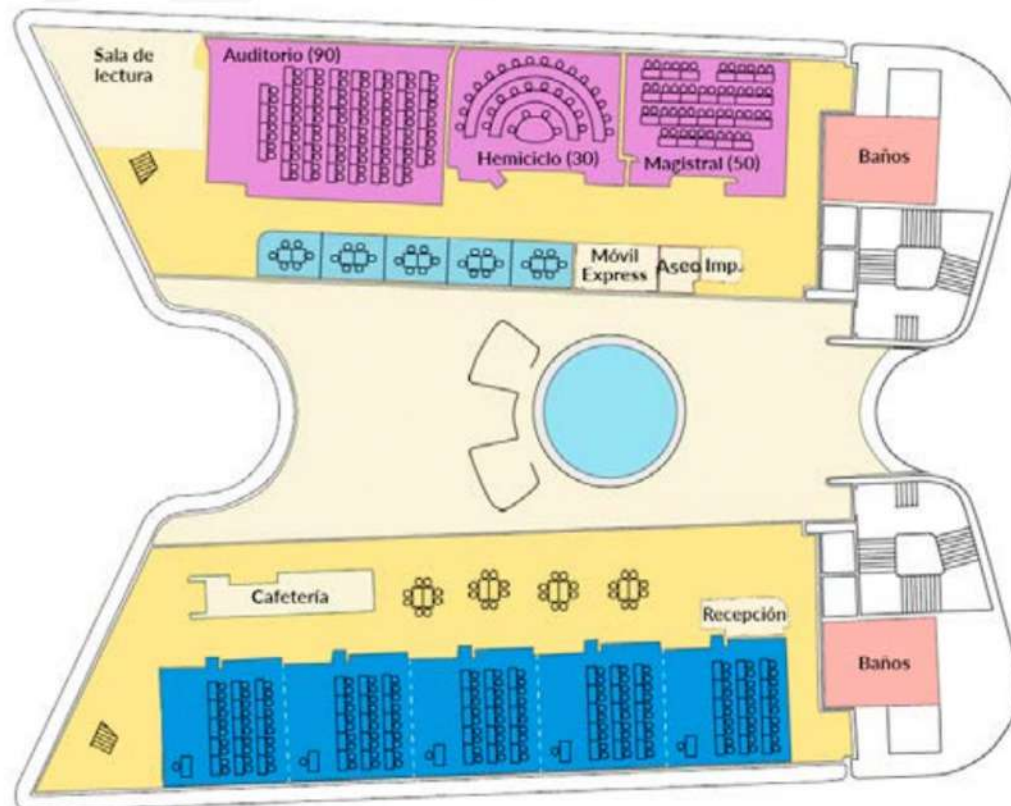 Sala de
lectura
Auditorio (90)
Hemiciclo (30)
Magistral (50)
Baños
Móvil
Express
Aseo
Imp.
Cafetería
Recepción
Baños